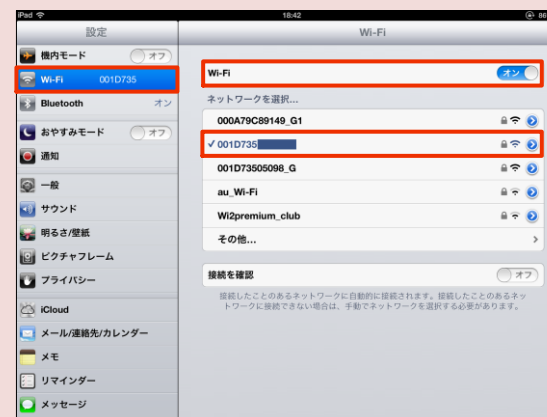 iPad 18:42 86
設定
機内モード オフ
Wi-Fi 001D735
Bluetooth オン
おやすみモード オフ
通知
一般
サウンド
明るさ/壁紙
ピクチャフレーム
プライバシー
iCloud
メール/連絡先/カレンダー
メモ
リマインダー
メッセージ
Wi-Fi
Wi-Fi オン
ネットワークを選択...
000A79C89149_G1
✓ 001D735
001D73505098_G
au_Wi-Fi
Wi2premium_club
その他...
接続を確認 オフ
接続したことのあるネットワークに自動的に接続されます。接続したことのあるネッ
トワークに接続できない場合は、手動でネットワークを選択する必要があります。